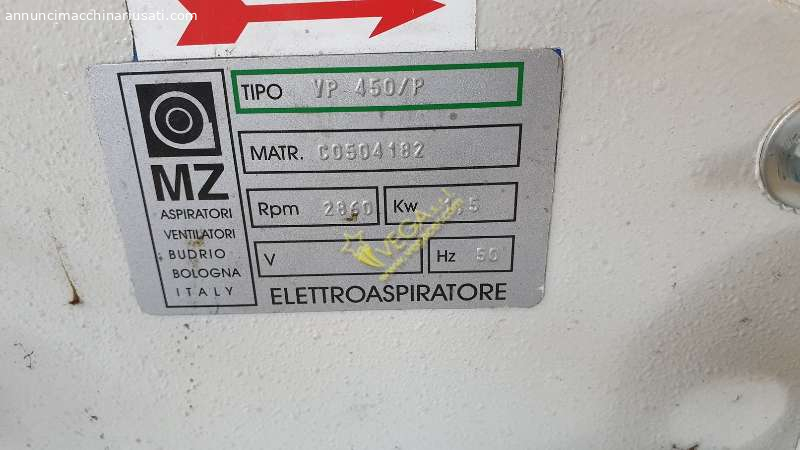 annuncimacchinariusati.com
TIPO VP 450/P
MATR. C0504182
MZ
ASPIRATORI
VENTILATORI
BUDRIO
BOLOGNA
ITALY
Rpm 2860 Kw
V Hz 50
ELETTROASPIRATORE
VEGA